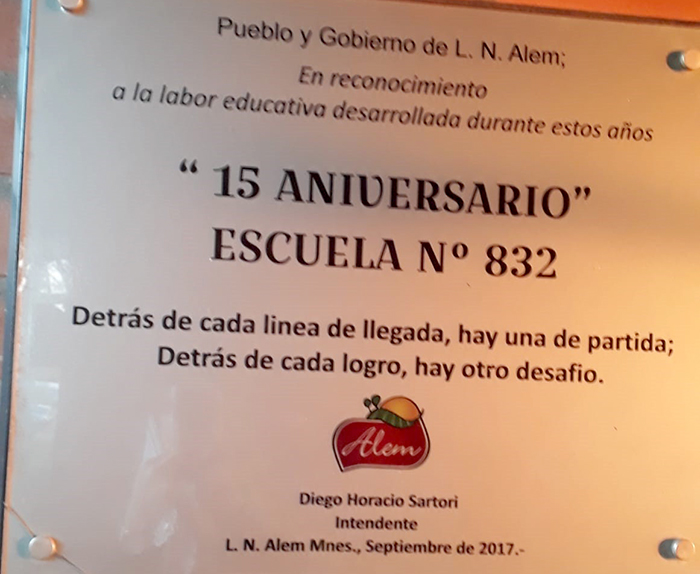 Pueblo y Gobierno de L. N. Alem;
En reconocimiento
a la labor educativa desarrollada durante estos años
“ 15 ANIVERSARIO”
ESCUELA Nº 832
Detrás de cada linea de llegada, hay una de partida;
Detrás de cada logro, hay otro desafio.
Alem
Diego Horacio Sartori
Intendente
L. N. Alem Mnes., Septiembre de 2017.-